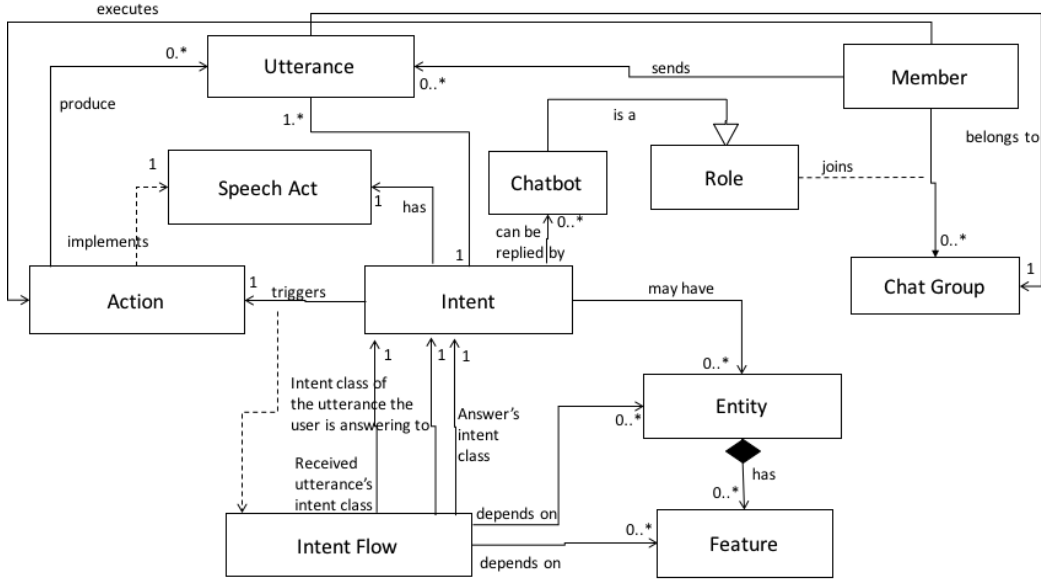 executes
0.*
Utterance
0..*
sends
Member
produce
is a
1.*
belongs to
1
Speech Act
1
has
Chatbot
Role
joins
0..*
can be
replied by
implements
1
0..*
1
Action
1
triggers
Intent
may have
Chat Group
1
1
1
0..*
Intent class of
the utterance the
user is answering to
Answer's
intent
class
Entity
0..*
Received
utterance's
intent class
has
0..*
depends on
Intent Flow
0..*
Feature
depends on